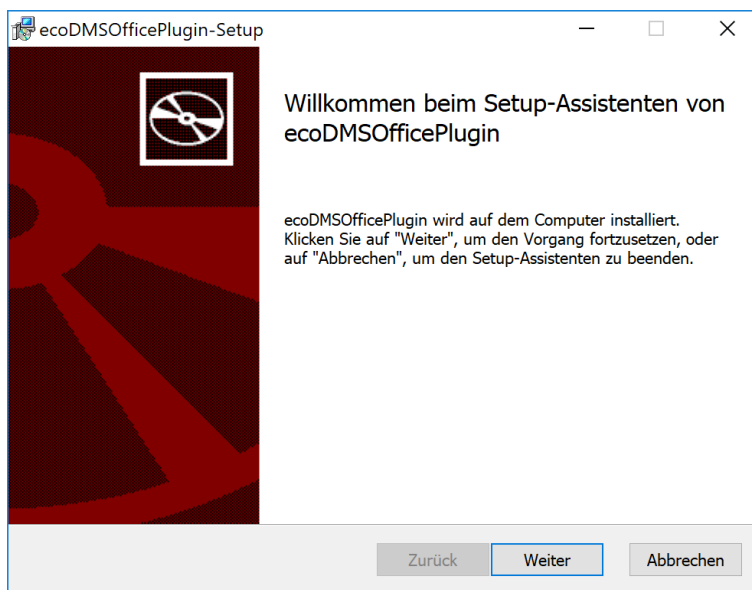 ecoDMSOfficePlugin-Setup
Willkommen beim Setup-Assistenten von
ecoDMSOfficePlugin
ecoDMSOfficePlugin wird auf dem Computer installiert.
Klicken Sie auf "Weiter", um den Vorgang fortzusetzen, oder
auf "Abbrechen", um den Setup-Assistenten zu beenden.
Zurück Weiter Abbrechen